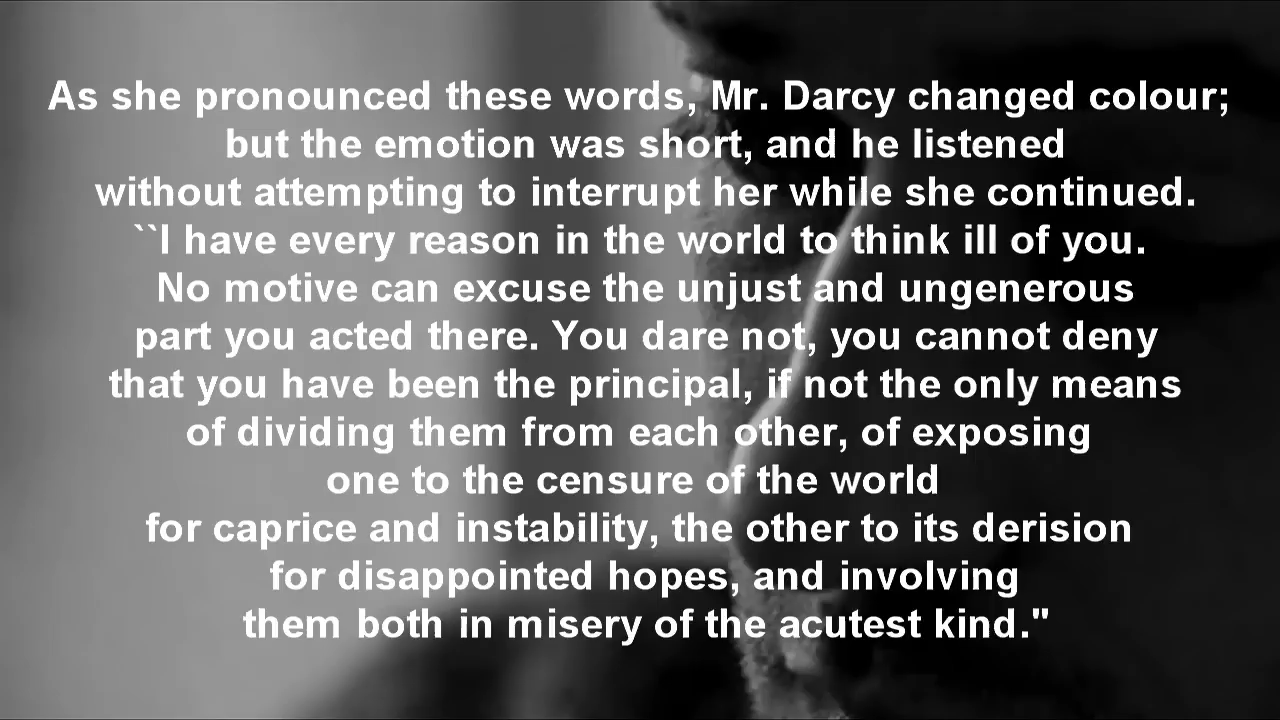 As she pronounced these words, Mr. Darcy changed colour;
but the emotion was short, and he listened
without attempting to interrupt her while she continued.
``I have every reason in the world to think ill of you.
No motive can excuse the unjust and ungenerous
part you acted there. You dare not, you cannot deny
that you have been the principal, if not the only means
of dividing them from each other, of exposing
one to the censure of the world
for caprice and instability, the other to its derision
for disappointed hopes, and involving
them both in misery of the acutest kind."